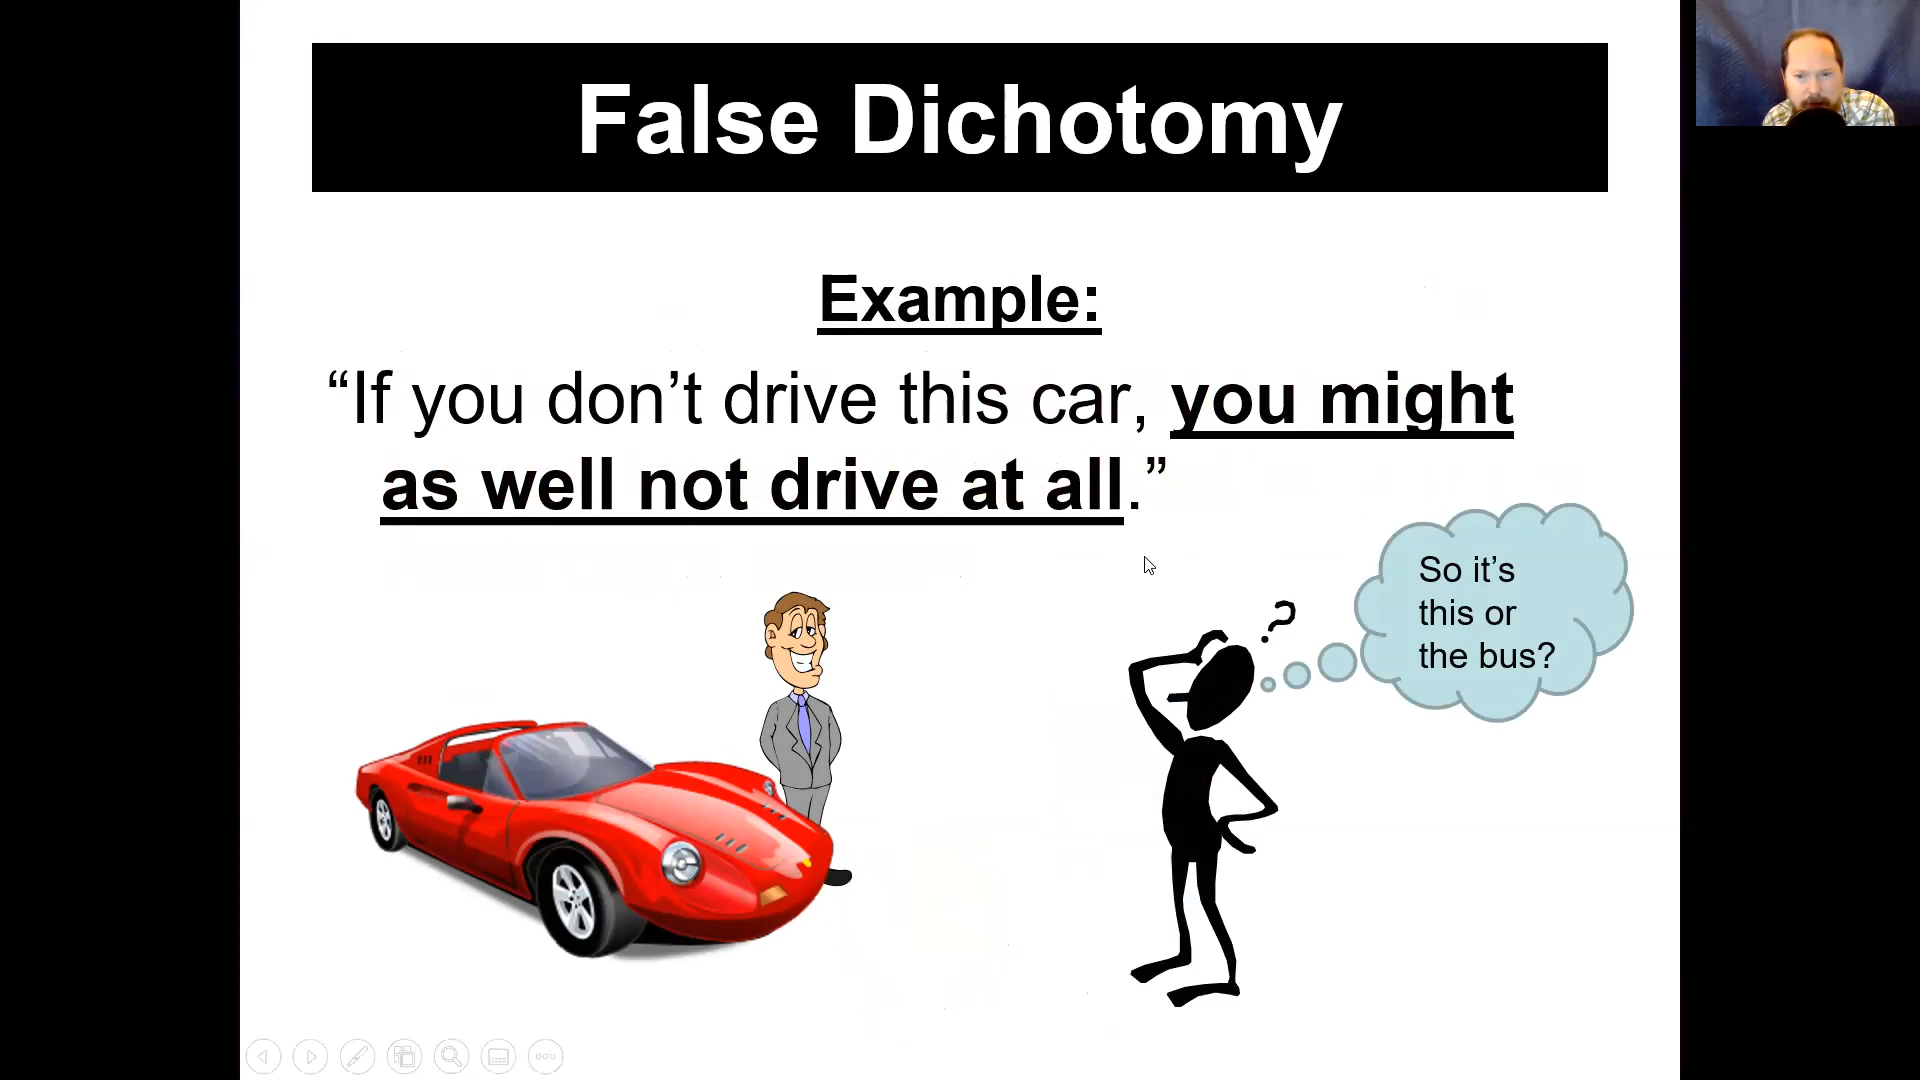 False Dichotomy
Example:
“If you don’t drive this car, you might
as well not drive at all.”
So it’s
this or
the bus?
?